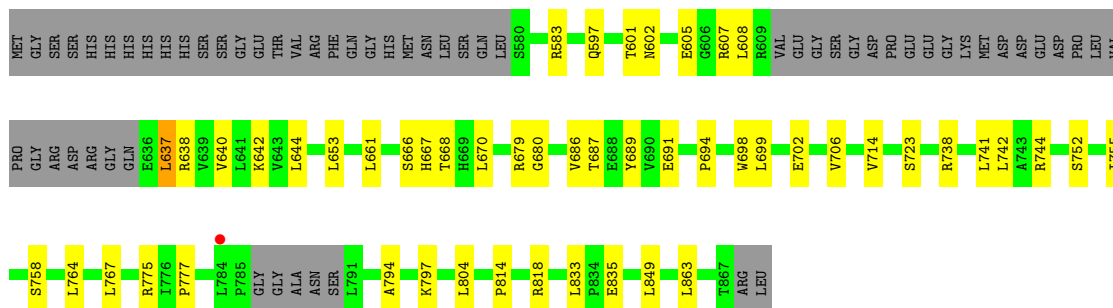 MET GLY SER SER HIS HIS HIS HIS HIS HIS HIS HIS SER SER GLY GLU THR VAL ARG PHE GLN GLY HIS MET ASN LEU SER GLN LEU S580 R583 Q597 T601 N602 E605 G606 R607 L608 R609 VAL GLU GLY SER GLY ASP PRO GLU GLU GLY LYS MET ASP ASP GLU ASP PRO LEU
PRO GLY ARG ASP ARG GLY GLN E636 L637 R638 V639 V640 L641 K642 V643 L644 L653 L661 S666 H667 T668 H669 L670 R679 G680 V686 T687 E688 Y689 V690 E691 P694 W698 L699 E702 V706 V714 S723 R738 L741 L742 A743 R744 S752
S758 L764 L767 R775 I776 P777 L784 P785 GLY GLY ALA ASN SER L791 A794 K797 L804 P814 R818 L833 P834 E835 L849 L863 T867 ARG LEU